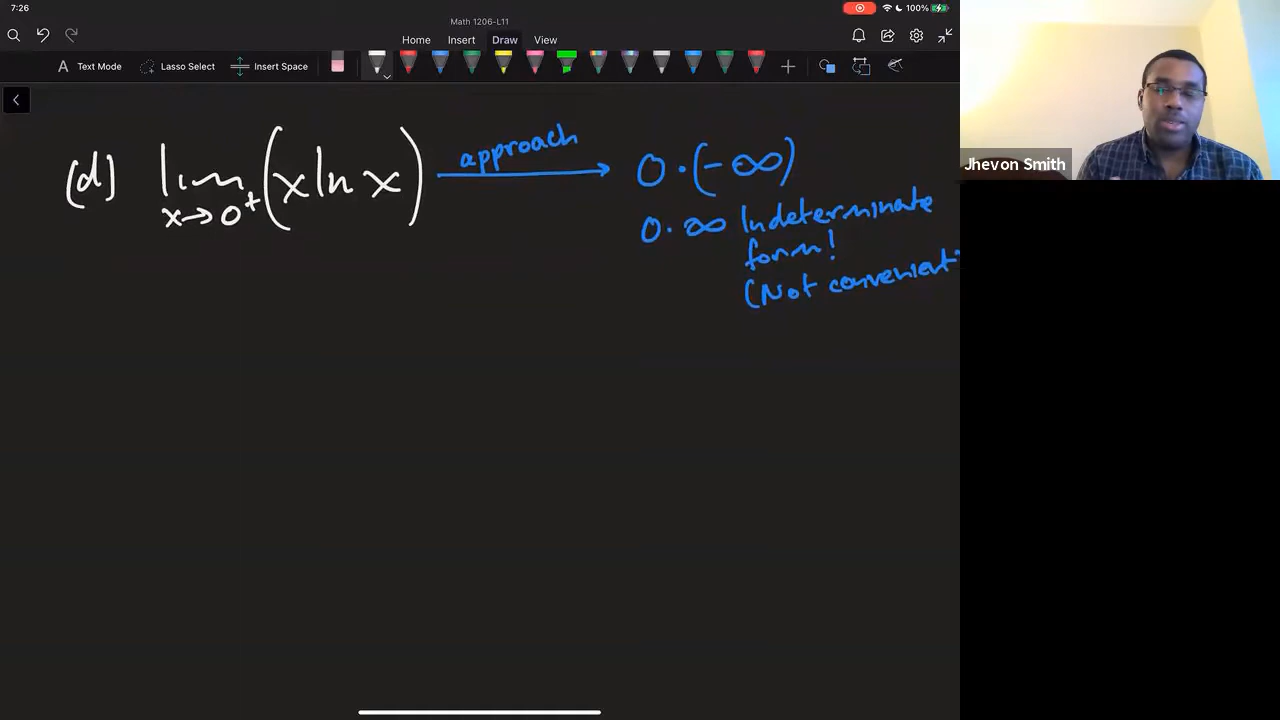 7:26
100%
Math 1206-L11
Home Insert Draw View
Text Mode Lasso Select Insert Space
(d) lim x→0⁺ (x ln x) approach 0·(-∞)
0·∞ Indeterminate
form!
(Not convenient
Jhevon Smith